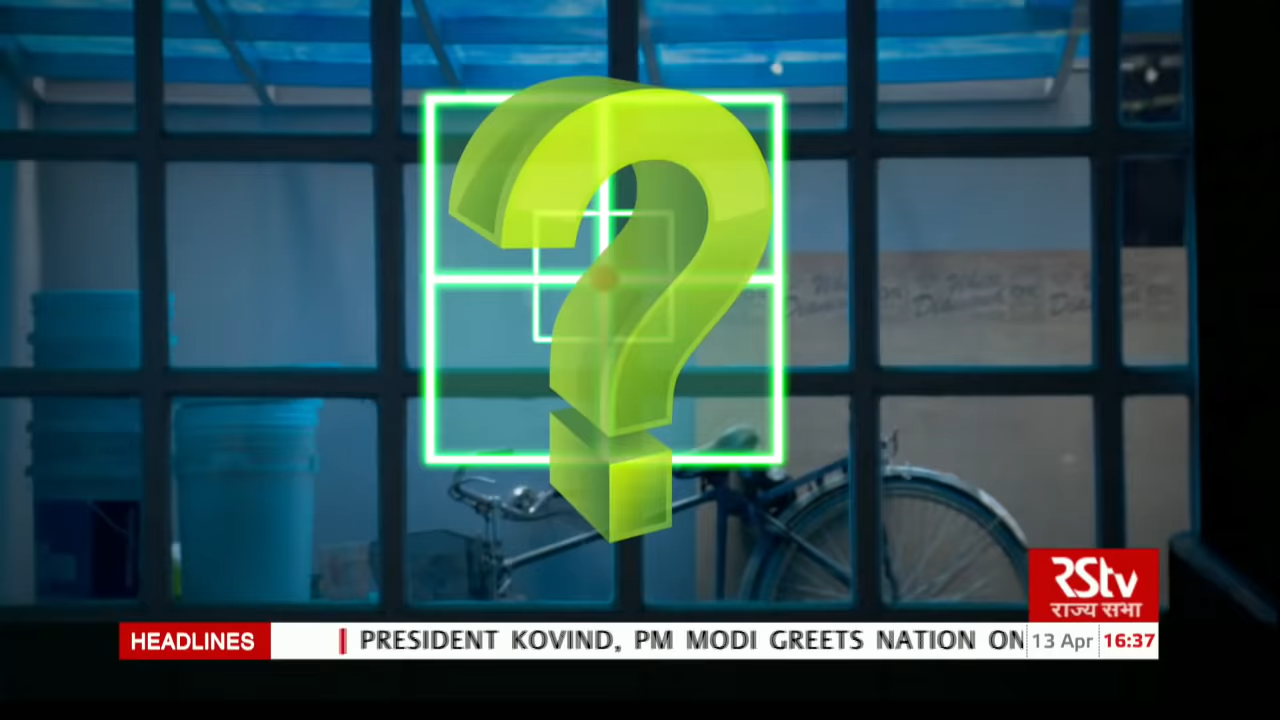 RSTV
राज्य सभा
HEADLINES
PRESIDENT KOVIND, PM MODI GREETS NATION ON
13 Apr
16:37